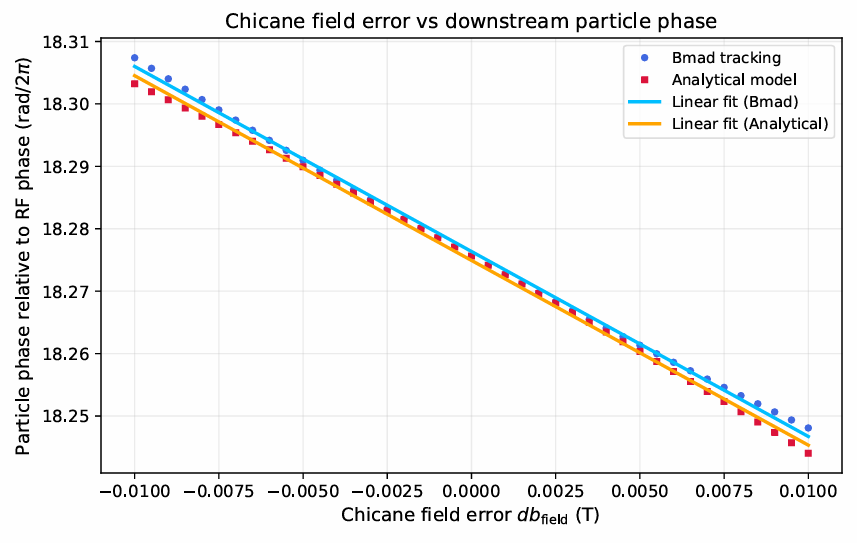 Chicane field error vs downstream particle phase
Particle phase relative to RF phase (rad/2π)
18.31
18.30
18.29
18.28
18.27
18.26
18.25
Bmad tracking
Analytical model
Linear fit (Bmad)
Linear fit (Analytical)
−0.0100 −0.0075 −0.0050 −0.0025 0.0000 0.0025 0.0050 0.0075 0.0100
Chicane field error db_field (T)